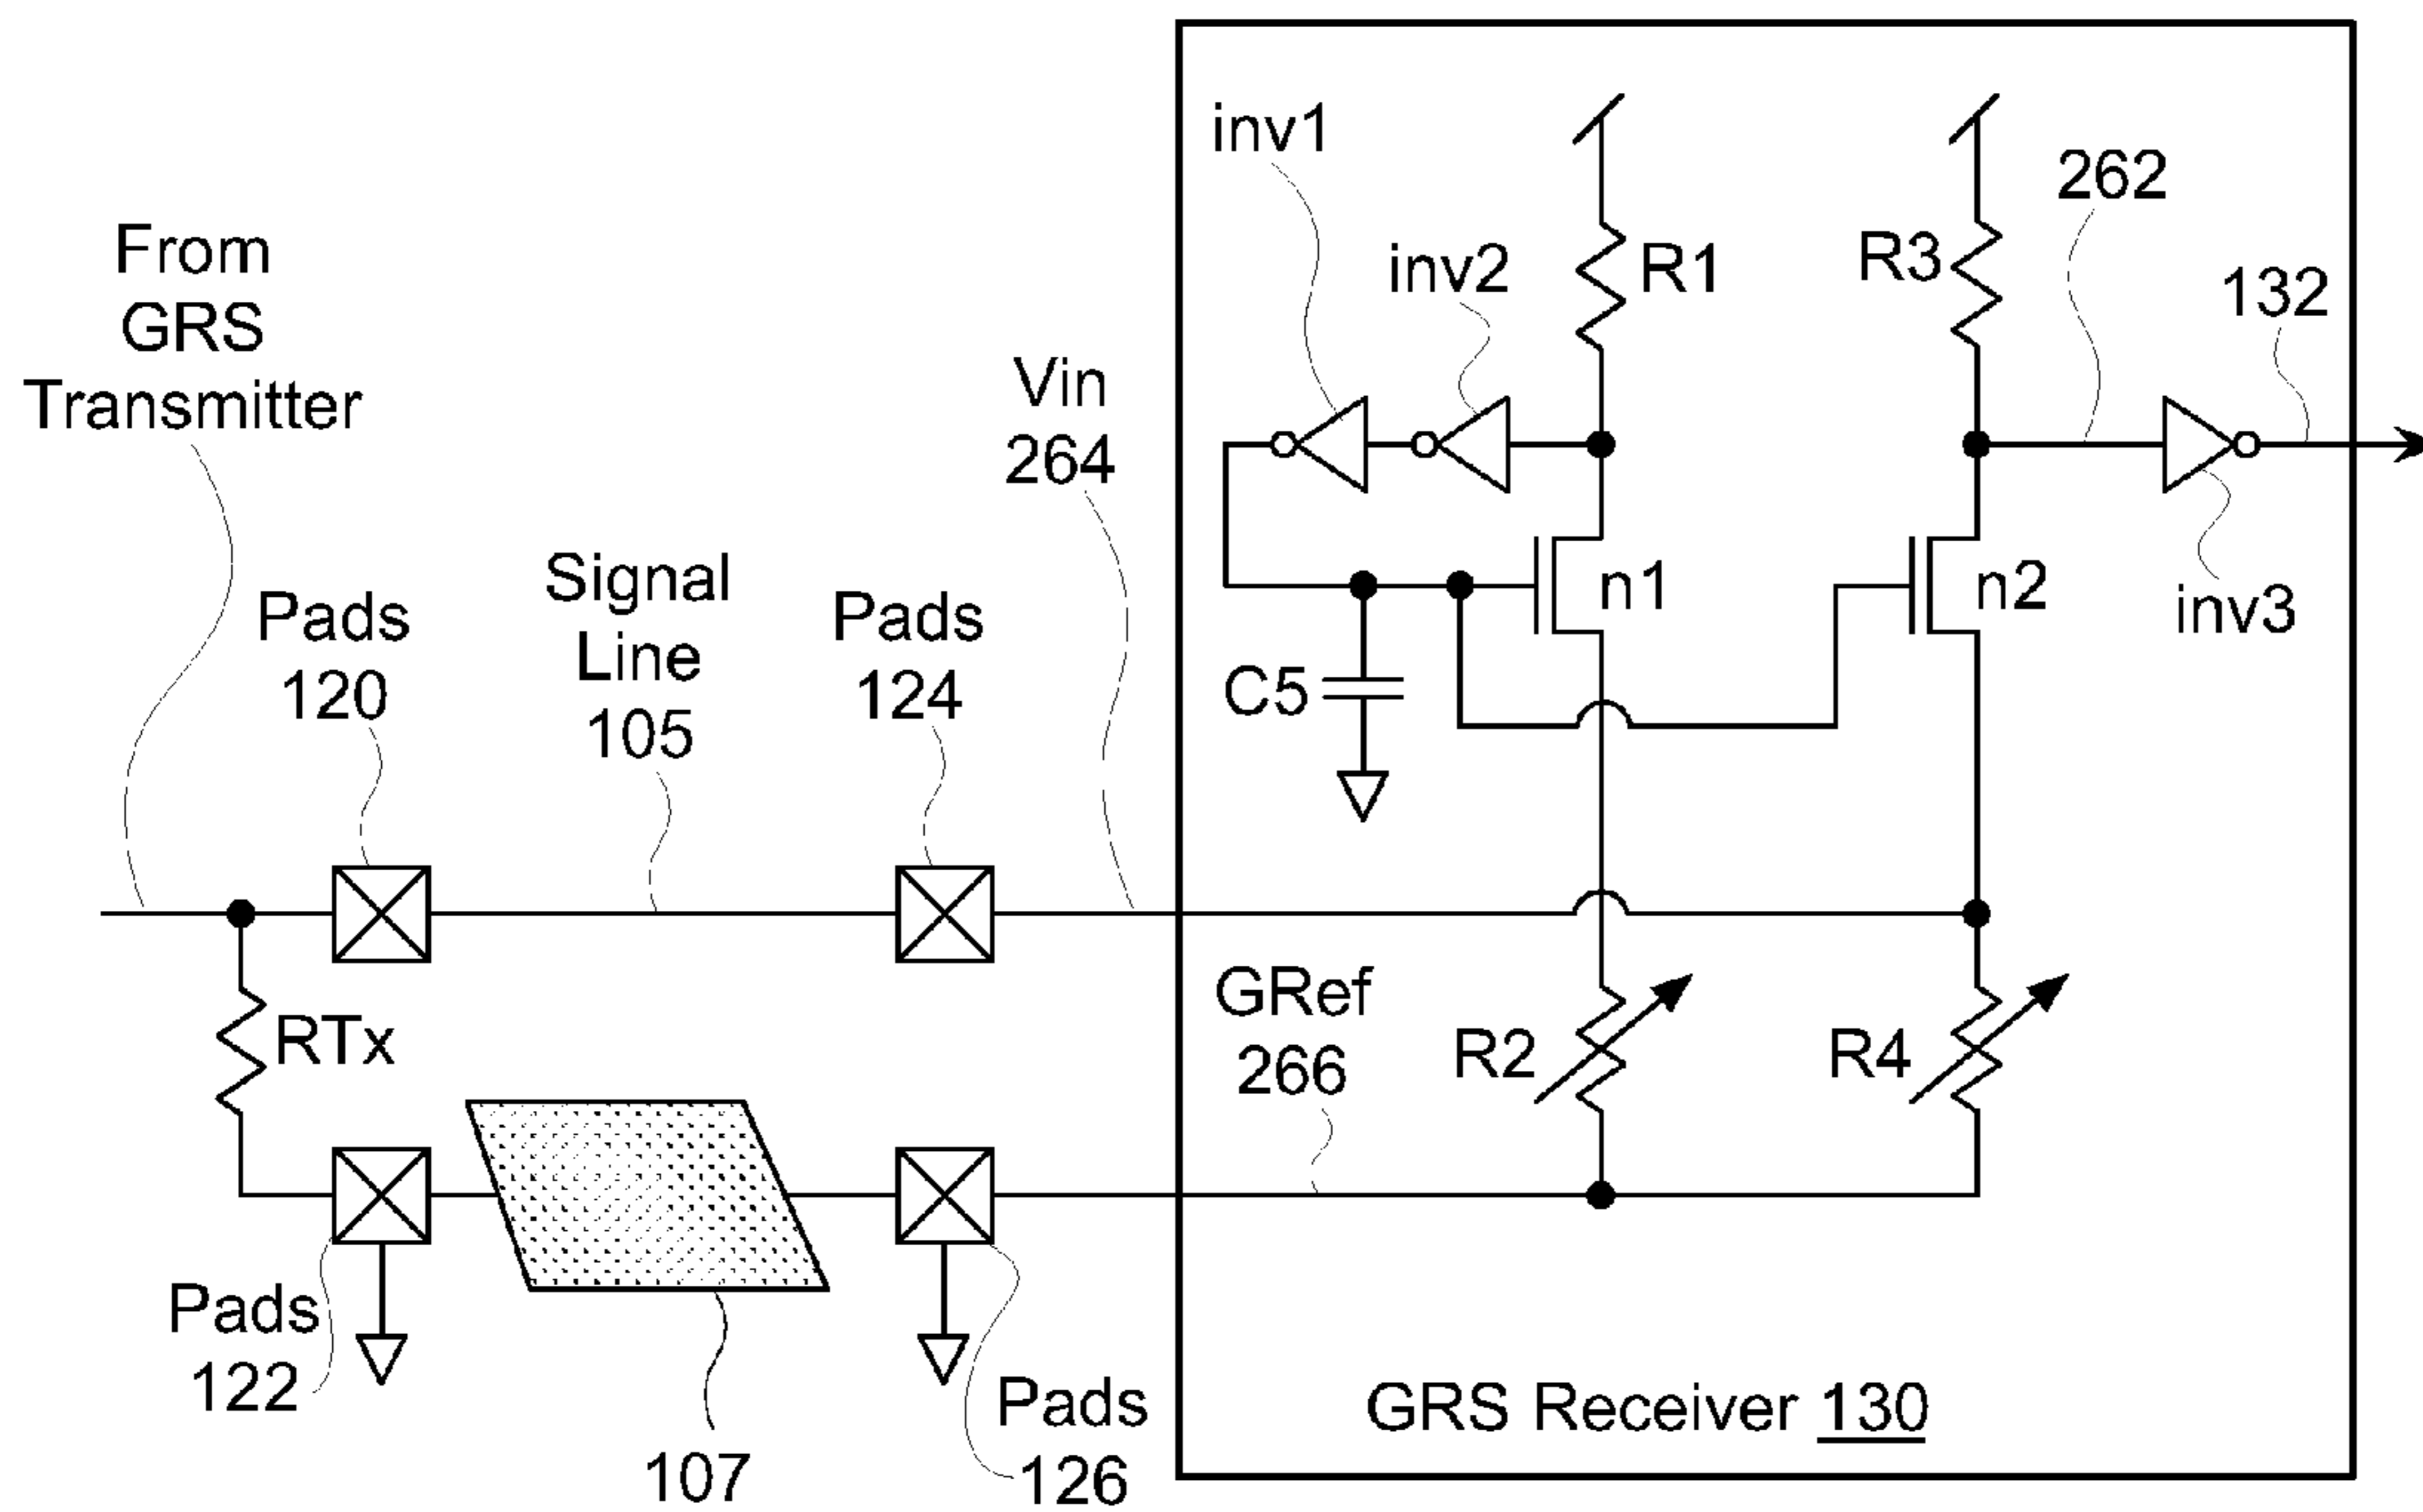 From
GRS
Transmitter
Pads
120
Signal
Line
105
Pads
124
Vin
264
inv1
inv2
R1
R3
262
132
n1
n2
inv3
C5
RTx
GRef
266
R2
R4
Pads
122
107
Pads
126
GRS Receiver 130